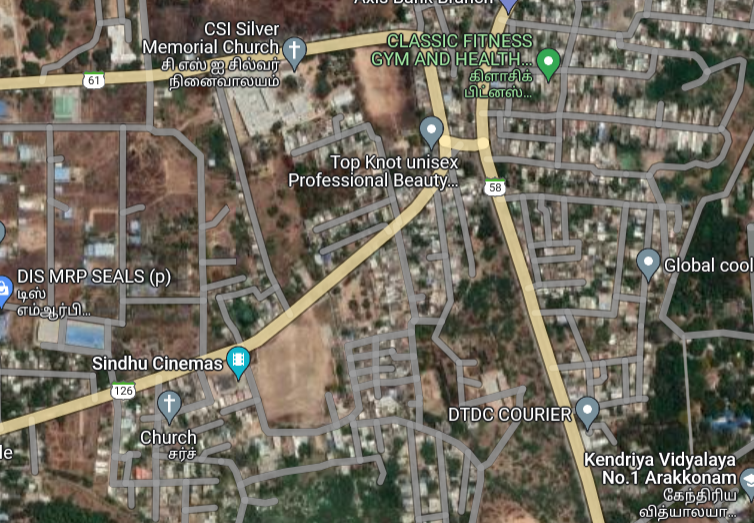 Axis Bank Branch
CSI Silver
Memorial Church
சி எஸ் ஐ சில்வர்
நினைவாலயம்
CLASSIC FITNESS
GYM AND HEALTH...
கிளாசிக்
பிட்னஸ்...
61
Top Knot unisex
Professional Beauty...
58
Global cool
DIS MRP SEALS (p)
டிஸ்
எம்ஆர்பி...
Sindhu Cinemas
126
Church
சர்ச்
DTDC COURIER
le
Kendriya Vidyalaya
No.1 Arakkonam
கேந்திரிய
வித்யாலயா...